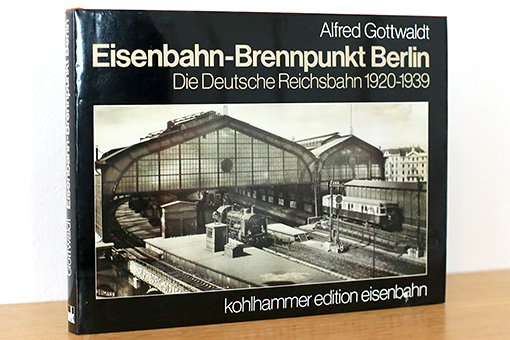 Alfred Gottwaldt
Eisenbahn-Brennpunkt Berlin
Die Deutsche Reichsbahn 1920-1939
kohlhammer edition eisenbahn
Gottwaldt Eisenbahn-Brennpunkt Berlin